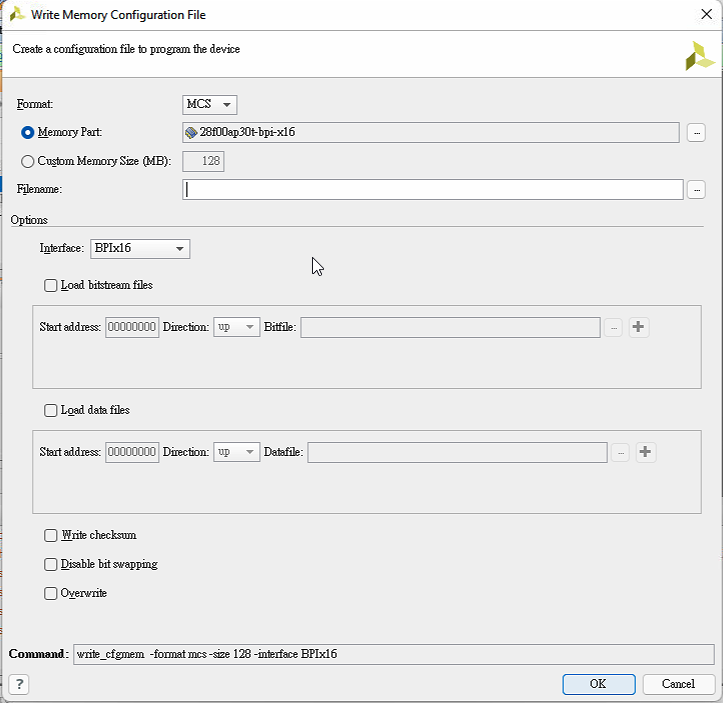 Write Memory Configuration File
Create a configuration file to program the device
Format: MCS
Memory Part: 28f00ap30t-bpi-x16 ...
Custom Memory Size (MB): 128
Filename: ...
Options
Interface: BPIx16
Load bitstream files
Start address: 00000000 Direction: up Bitfile: ... +
Load data files
Start address: 00000000 Direction: up Datafile: ... +
Write checksum
Disable bit swapping
Overwrite
Command: write_cfgmem -format mcs -size 128 -interface BPIx16
? OK Cancel